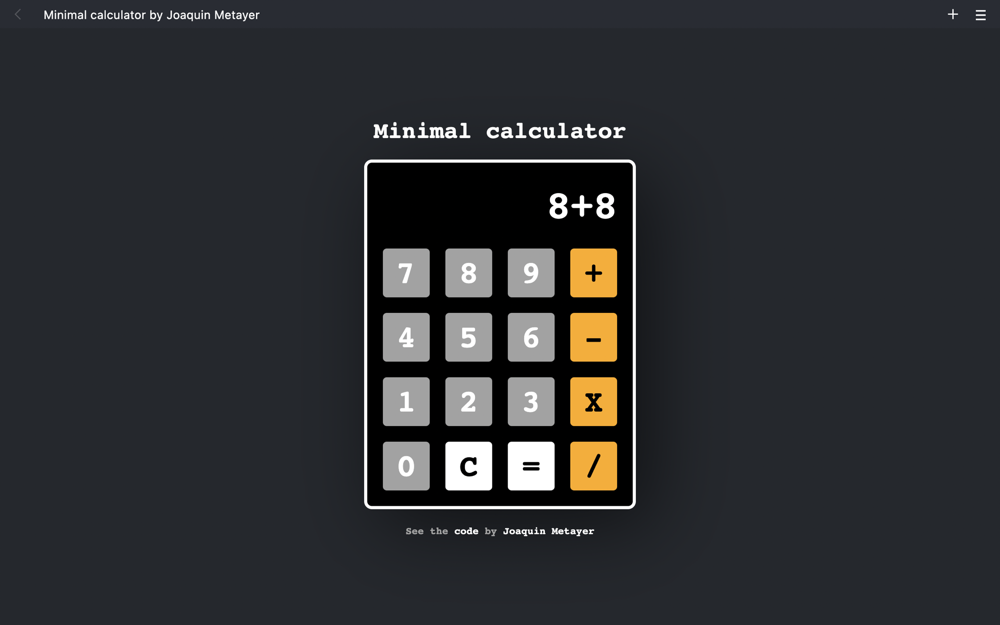 Minimal calculator by Joaquin Metayer
Minimal calculator
8+8
7 8 9 +
4 5 6 -
1 2 3 X
0 C = /
See the code by Joaquin Metayer